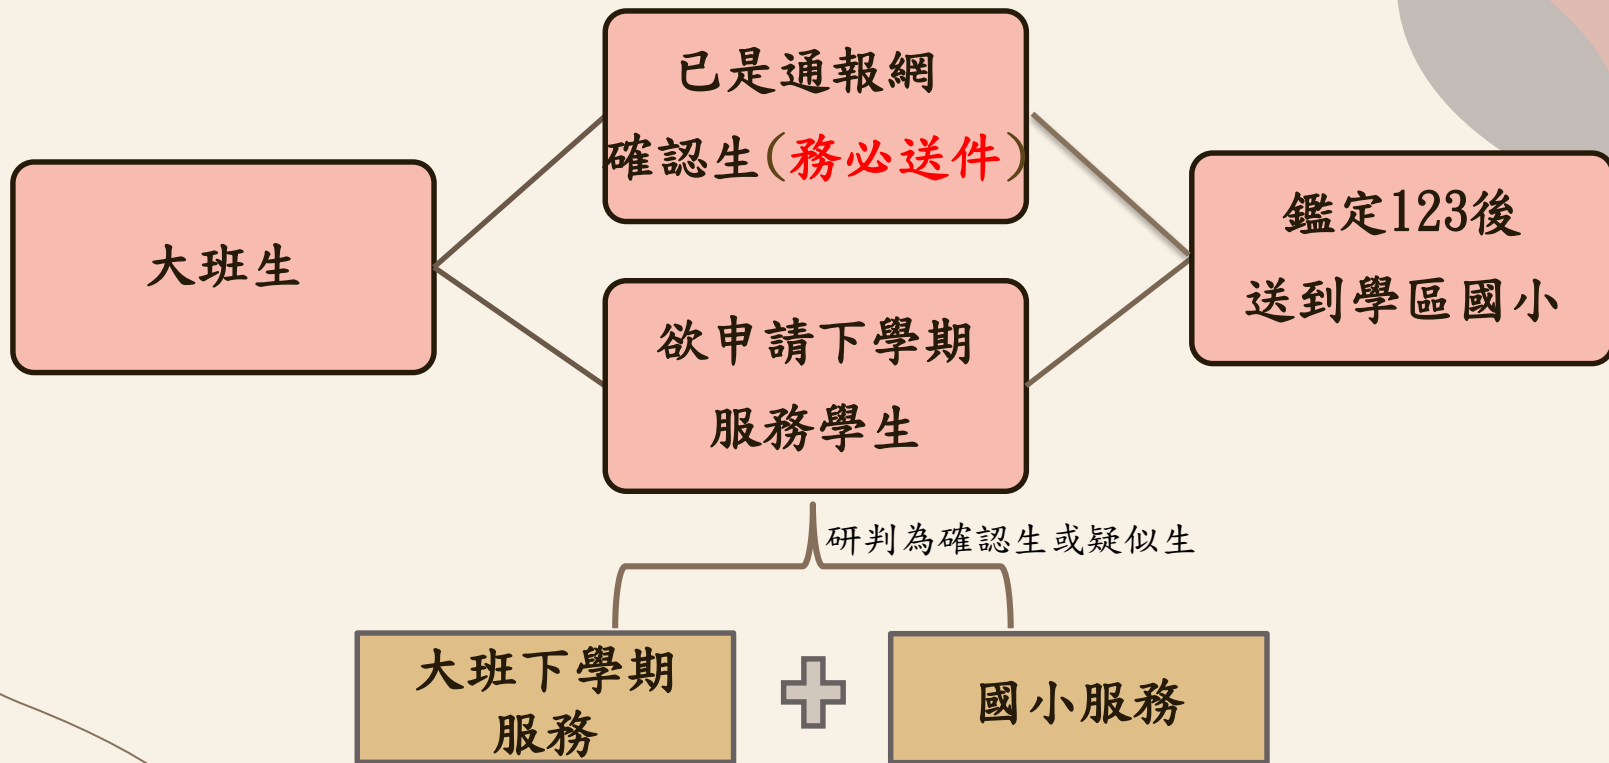 已是通報網
確認生(務必送件)
大班生
鑑定123後
送到學區國小
欲申請下學期
服務學生
研判為確認生或疑似生
大班下學期
服務
國小服務